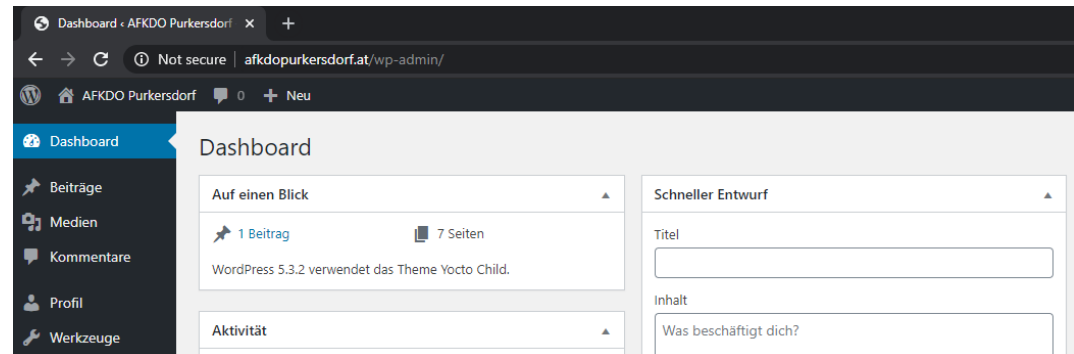 Dashboard ‹ AFKDO Purkersdorf
Not secure | afkdopurkersdorf.at/wp-admin/
AFKDO Purkersdorf 0 + Neu
Dashboard
Beiträge
Medien
Kommentare
Profil
Werkzeuge
Dashboard
Auf einen Blick
1 Beitrag 7 Seiten
WordPress 5.3.2 verwendet das Theme Yocto Child.
Aktivität
Schneller Entwurf
Titel
Inhalt
Was beschäftigt dich?